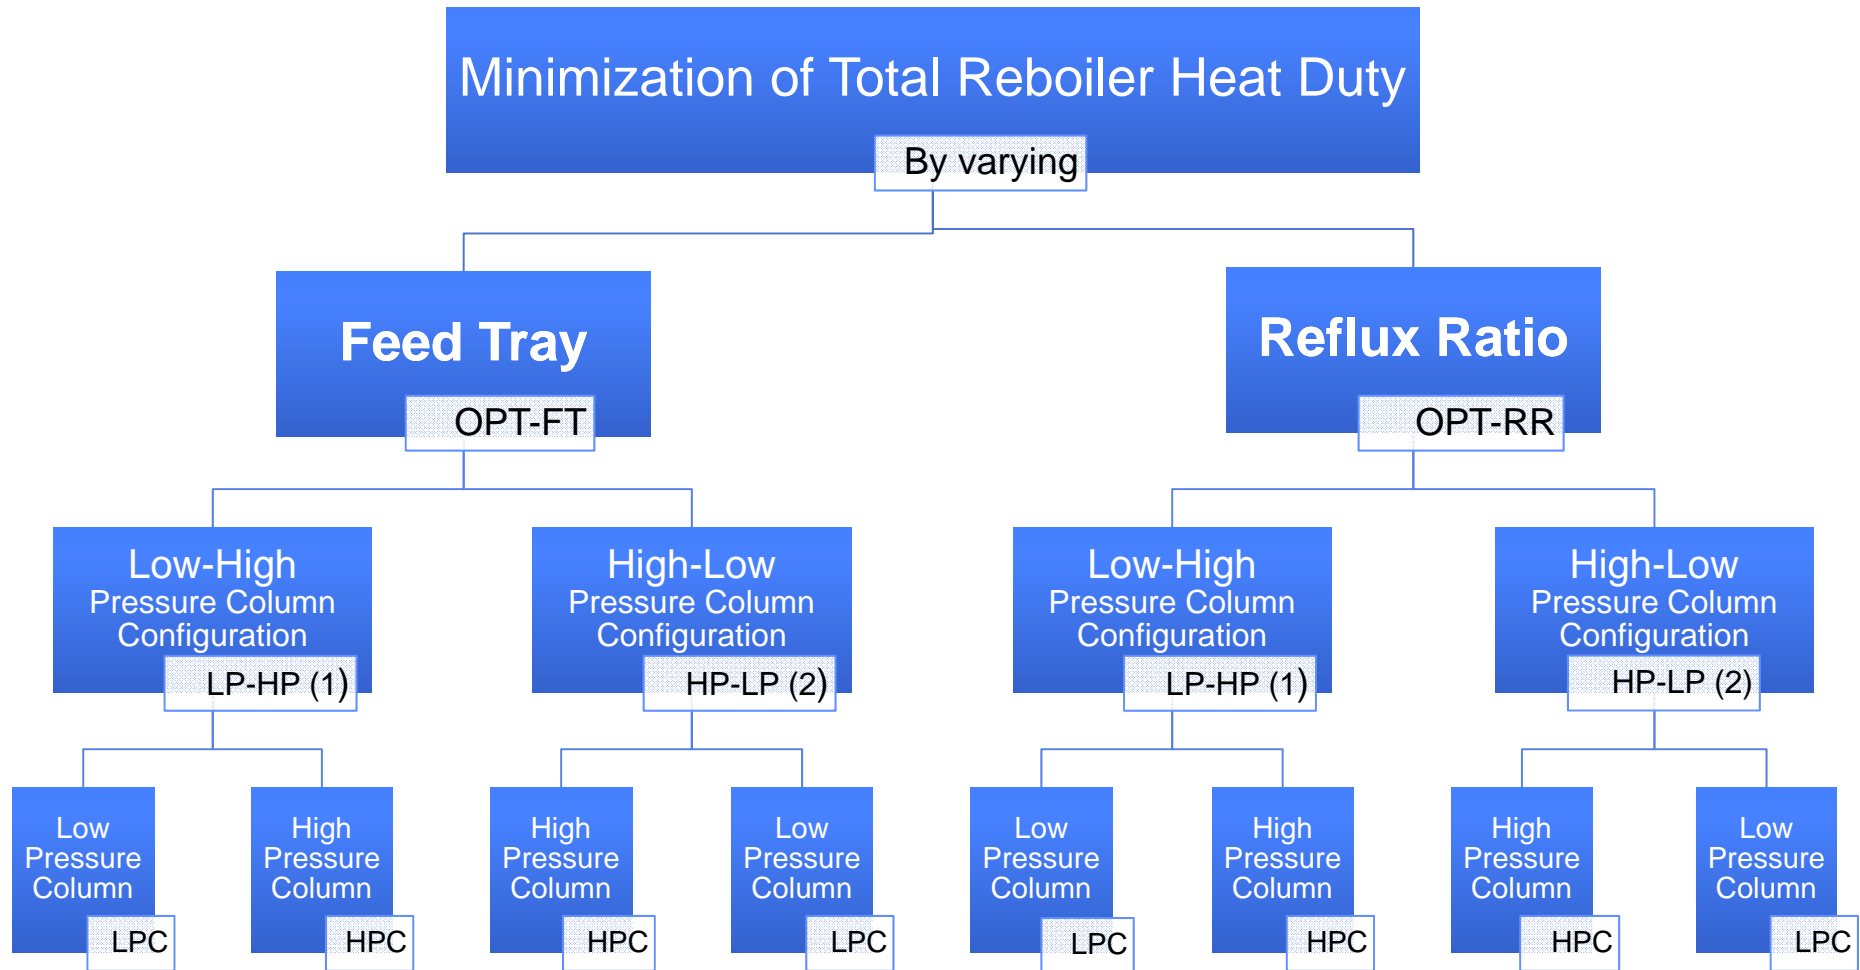 Minimization of Total Reboiler Heat Duty
By varying
Feed Tray
OPT-FT
Reflux Ratio
OPT-RR
Low-High
Pressure Column
Configuration
LP-HP (1)
High-Low
Pressure Column
Configuration
HP-LP (2)
Low-High
Pressure Column
Configuration
LP-HP (1)
High-Low
Pressure Column
Configuration
HP-LP (2)
Low
Pressure
Column
LPC
High
Pressure
Column
HPC
High
Pressure
Column
HPC
Low
Pressure
Column
LPC
Low
Pressure
Column
LPC
High
Pressure
Column
HPC
High
Pressure
Column
HPC
Low
Pressure
Column
LPC